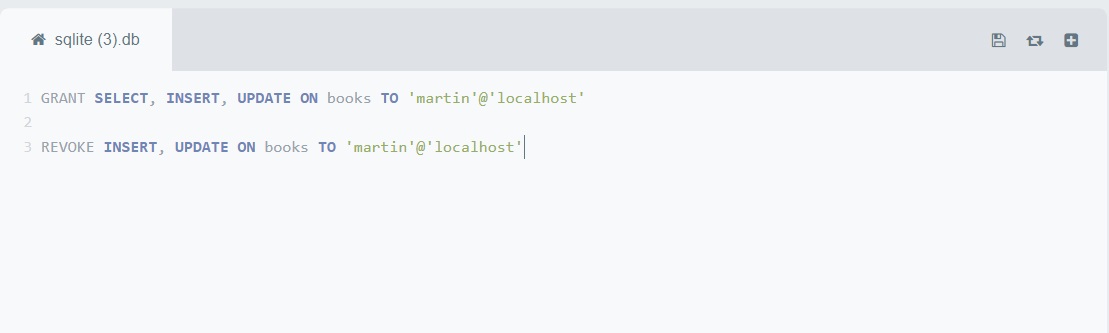 sqlite (3).db
1 GRANT SELECT, INSERT, UPDATE ON books TO 'martin'@'localhost'
2
3 REVOKE INSERT, UPDATE ON books TO 'martin'@'localhost'